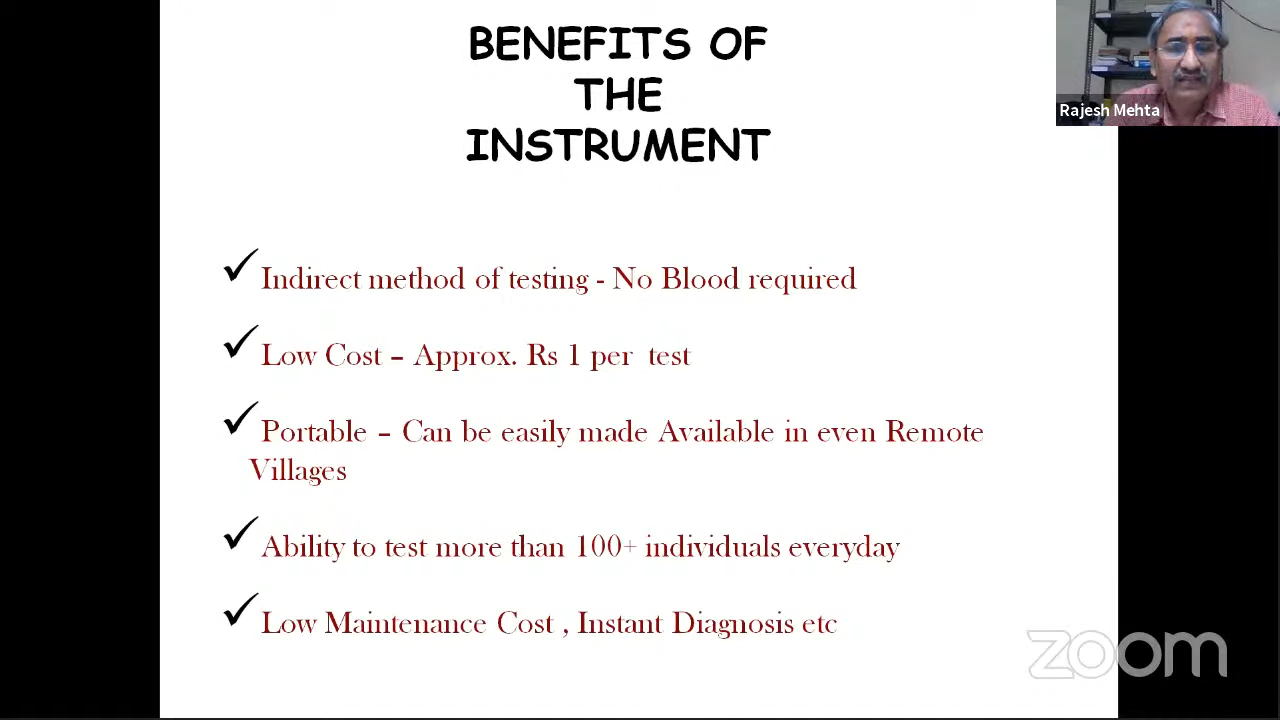 BENEFITS OF
THE
INSTRUMENT
Rajesh Mehta
Indirect method of testing - No Blood required
Low Cost – Approx. Rs 1 per test
Portable – Can be easily made Available in even Remote
Villages
Ability to test more than 100+ individuals everyday
Low Maintenance Cost , Instant Diagnosis etc
zoom